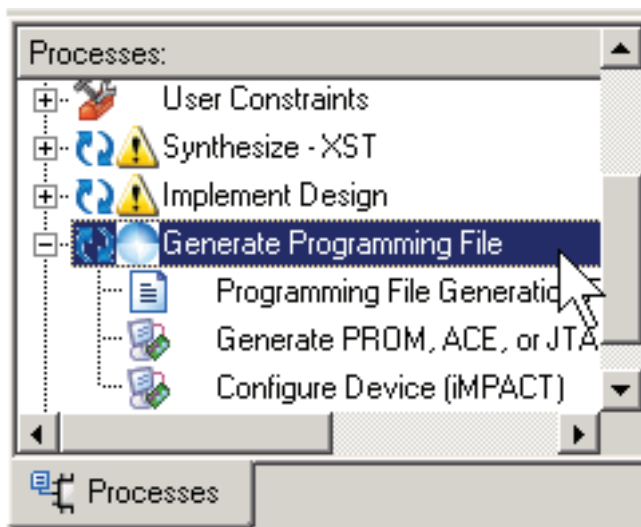 Processes:
User Constraints
Synthesize - XST
Implement Design
Generate Programming File
Programming File Generatio
Generate PROM, ACE, or JTA
Configure Device (iMPACT)
Processes